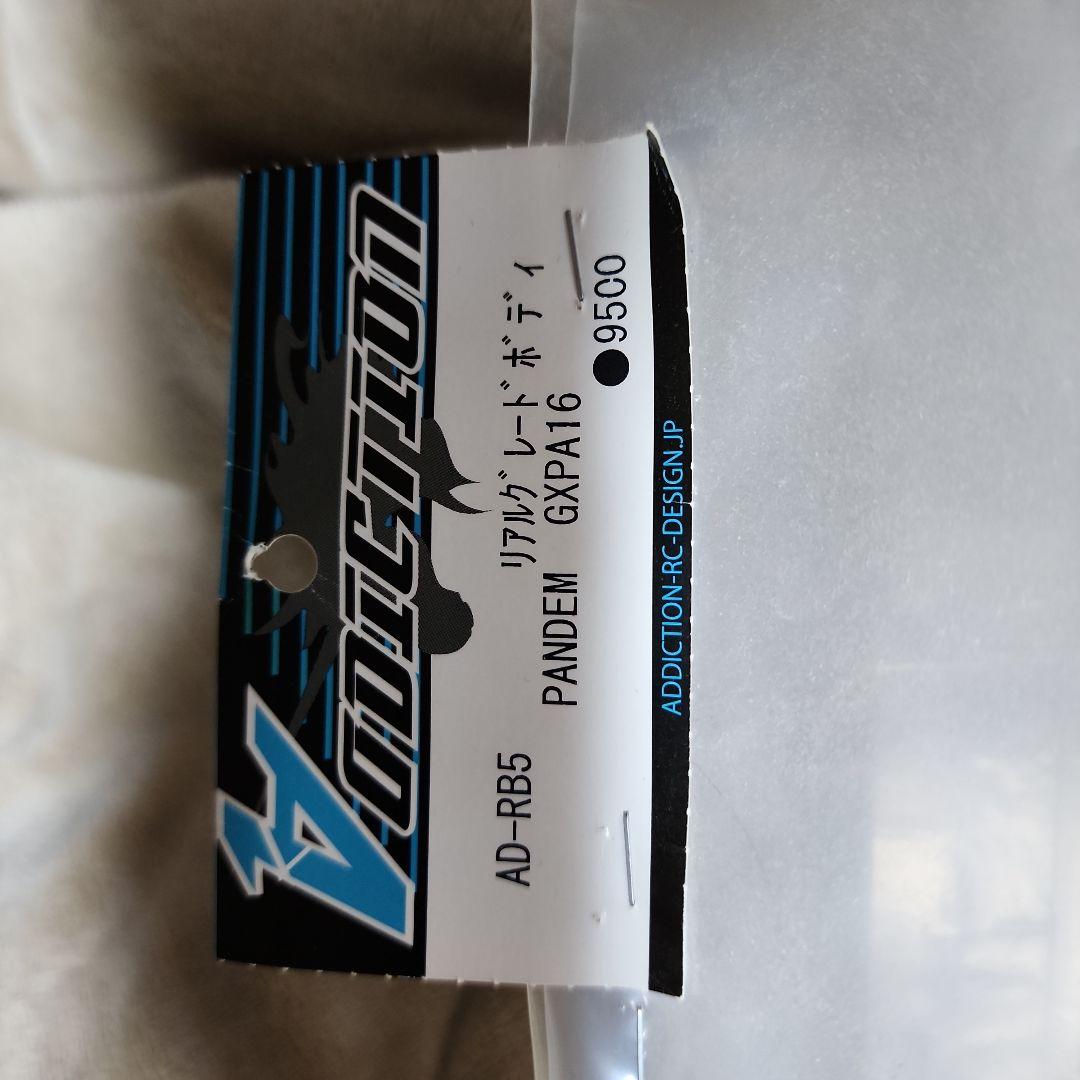 ADDICTION
AD-RB5 ﾘｱﾙｸﾞﾚｰﾄﾞﾎﾞﾃﾞｨ
PANDEM GXPA16
●9500
ADDICTION-RC-DESIGN.JP